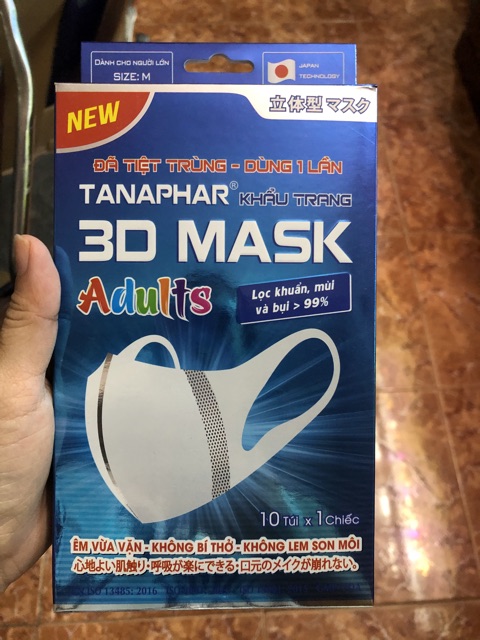 DÀNH CHO NGƯỜI LỚN
SIZE: M
JAPAN
TECHNOLOGY
NEW
立体型 マスク
ĐÃ TIỆT TRÙNG - DÙNG 1 LẦN
TANAPHAR® KHẨU TRANG
3D MASK
Adults
Lọc khuẩn, mùi
và bụi > 99%
10 Túi x 1 Chiếc
ÊM VỪA VẶN - KHÔNG BÍ THỞ - KHÔNG LEM SON MÔI
心地よい肌触り・呼吸が楽にできる・口元のメイクが崩れない。
ISO 13485: 2016